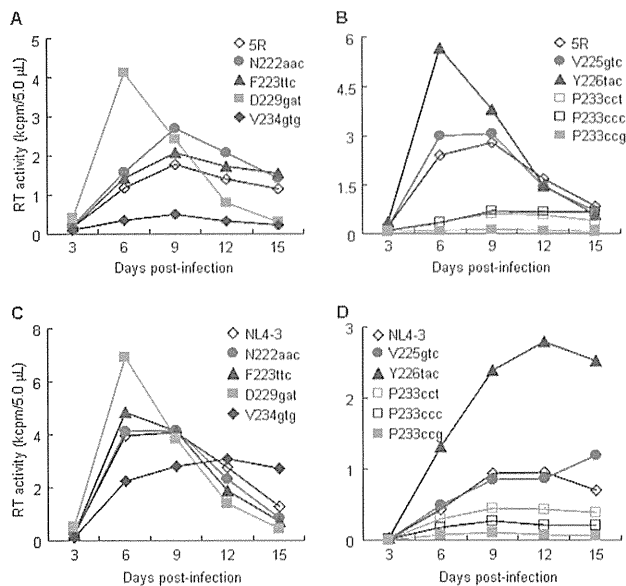 A
5
4
3
2
1
0
RT activity (kcpm/5.0 µL)
3 6 9 12 15
Days post-infection
5R
N222aac
F223ttc
D229gat
V234gtg
B
6
4.5
3
1.5
0
3 6 9 12 15
Days post-infection
5R
V225gtc
Y226tac
P233cct
P233ccc
P233ccg
C
8
6
4
2
0
RT activity (kcpm/5.0 µL)
3 6 9 12 15
Days post-infection
NL4-3
N222aac
F223ttc
D229gat
V234gtg
D
3
2
1
0
3 6 9 12 15
Days post-infection
NL4-3
V225gtc
Y226tac
P233cct
P233ccc
P233ccg